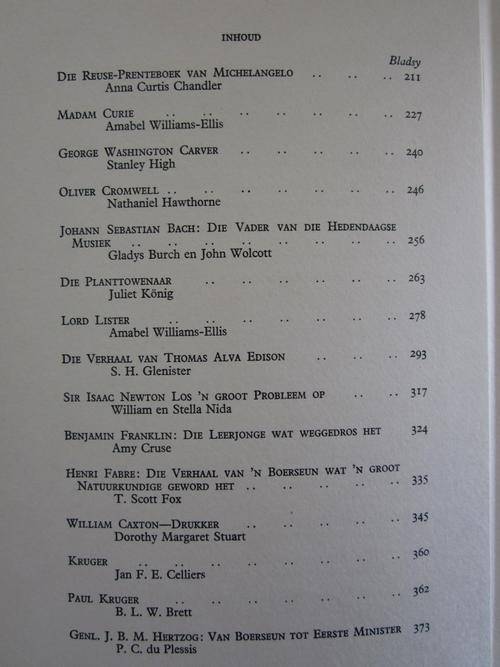 INHOUD
Bladsy
DIE REUSE-PRENTEBOEK VAN MICHELANGELO .. .. .. 211
Anna Curtis Chandler
MADAM CURIE .. .. .. .. .. .. .. 227
Amabel Williams-Ellis
GEORGE WASHINGTON CARVER .. .. .. .. .. 240
Stanley High
OLIVER CROMWELL .. .. .. .. .. .. .. 246
Nathaniel Hawthorne
JOHANN SEBASTIAN BACH: DIE VADER VAN DIE HEDENDAAGSE
MUSIEK .. .. .. .. .. .. .. .. 256
Gladys Burch en John Wolcott
DIE PLANTTOWENAAR .. .. .. .. .. .. 263
Juliet König
LORD LISTER .. .. .. .. .. .. .. 278
Amabel Williams-Ellis
DIE VERHAAL VAN THOMAS ALVA EDISON .. .. .. 293
S. H. Glenister
SIR ISAAC NEWTON LOS 'N GROOT PROBLEEM OP .. .. 317
William en Stella Nida
BENJAMIN FRANKLIN: DIE LEERJONGE WAT WEGGEDROS HET 324
Amy Cruse
HENRI FABRE: DIE VERHAAL VAN 'N BOERSEUN WAT 'N GROOT
NATUURKUNDIGE GEWORD HET .. .. .. .. .. 335
T. Scott Fox
WILLIAM CAXTON—DRUKKER .. .. .. .. .. 345
Dorothy Margaret Stuart
KRUGER .. .. .. .. .. .. .. .. 360
Jan F. E. Celliers
PAUL KRUGER .. .. .. .. .. .. .. 362
B. L. W. Brett
GENL. J. B. M. HERTZOG: VAN BOERSEUN TOT EERSTE MINISTER 373
P. C. du Plessis